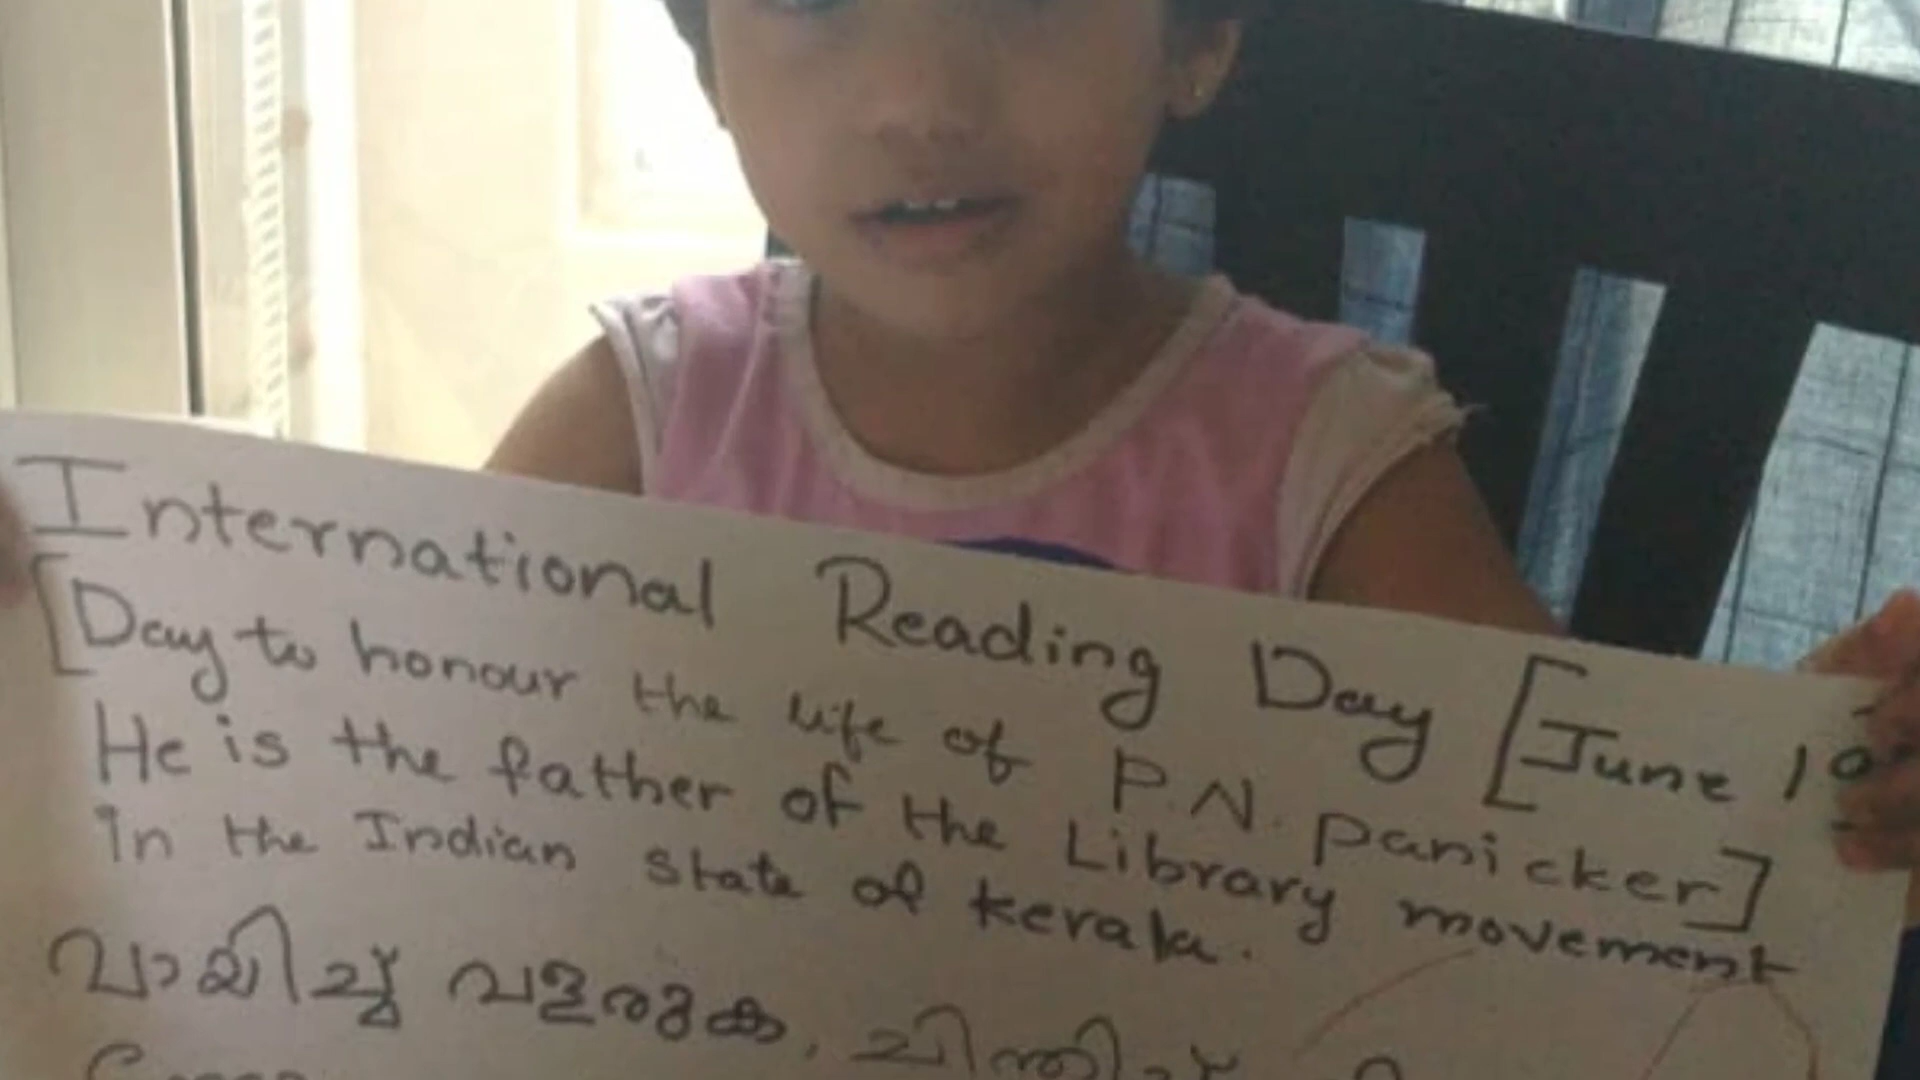 International Reading Day [June 19
[Day to honour the life of P.N. Panicker]
He is the father of the Library movement
in the Indian state of kerala.
വായിച്ചു വളരുക,